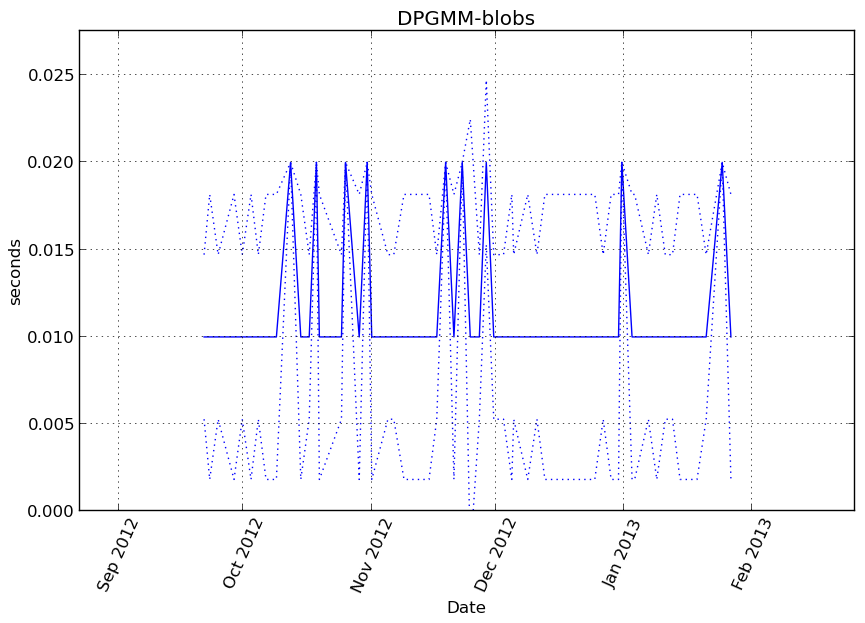 DPGMM-blobs
0.025
0.020
0.015
0.010
0.005
0.000
seconds
Sep 2012
Oct 2012
Nov 2012
Dec 2012
Jan 2013
Feb 2013
Date